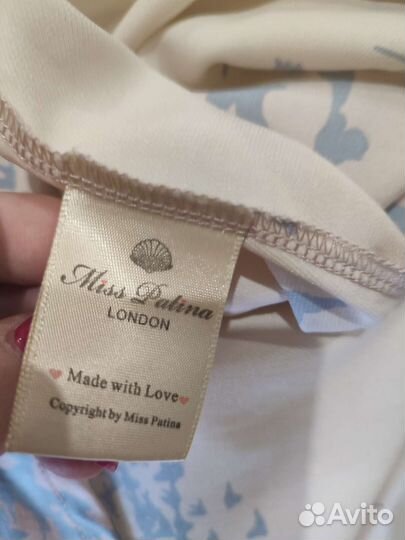 Miss Patina
LONDON
Made with Love
Copyright by Miss Patina
Avito